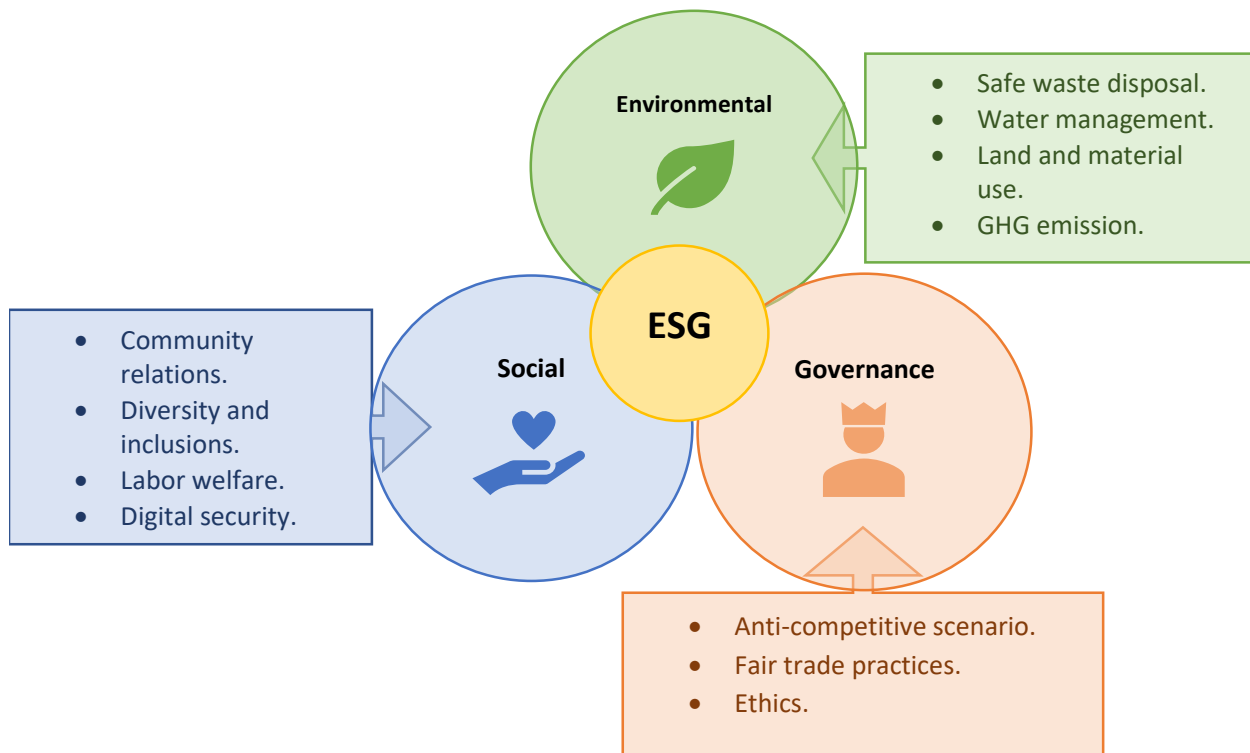 Environmental
• Safe waste disposal.
• Water management.
• Land and material
use.
• GHG emission.
ESG
Social
Governance
• Community
relations.
• Diversity and
inclusions.
• Labor welfare.
• Digital security.
• Anti-competitive scenario.
• Fair trade practices.
• Ethics.